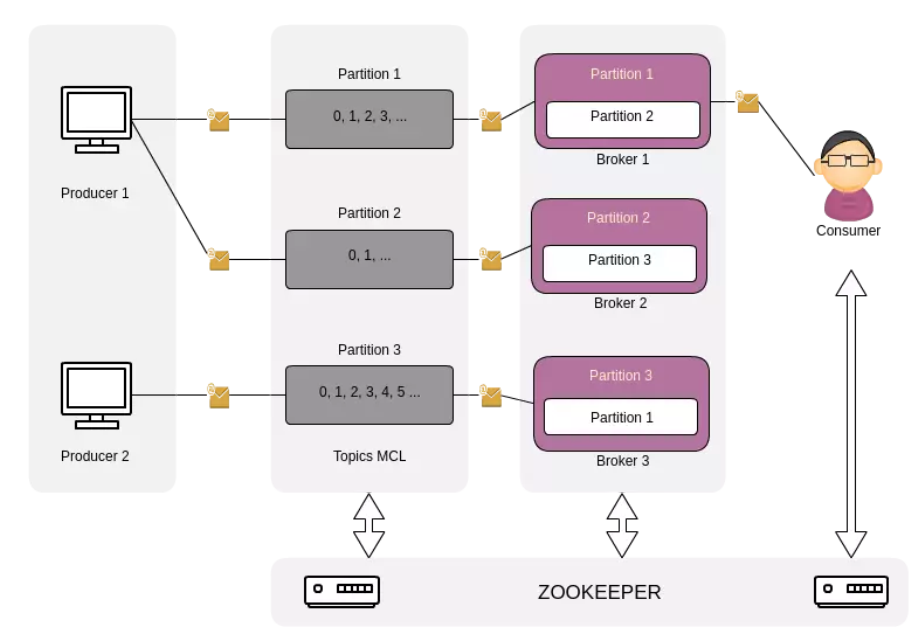 Producer 1
Producer 2
Partition 1
0, 1, 2, 3, ...
Partition 2
0, 1, ...
Partition 3
0, 1, 2, 3, 4, 5 ...
Topics MCL
Partition 1
Partition 2
Broker 1
Partition 2
Partition 3
Broker 2
Partition 3
Partition 1
Broker 3
Consumer
ZOOKEEPER